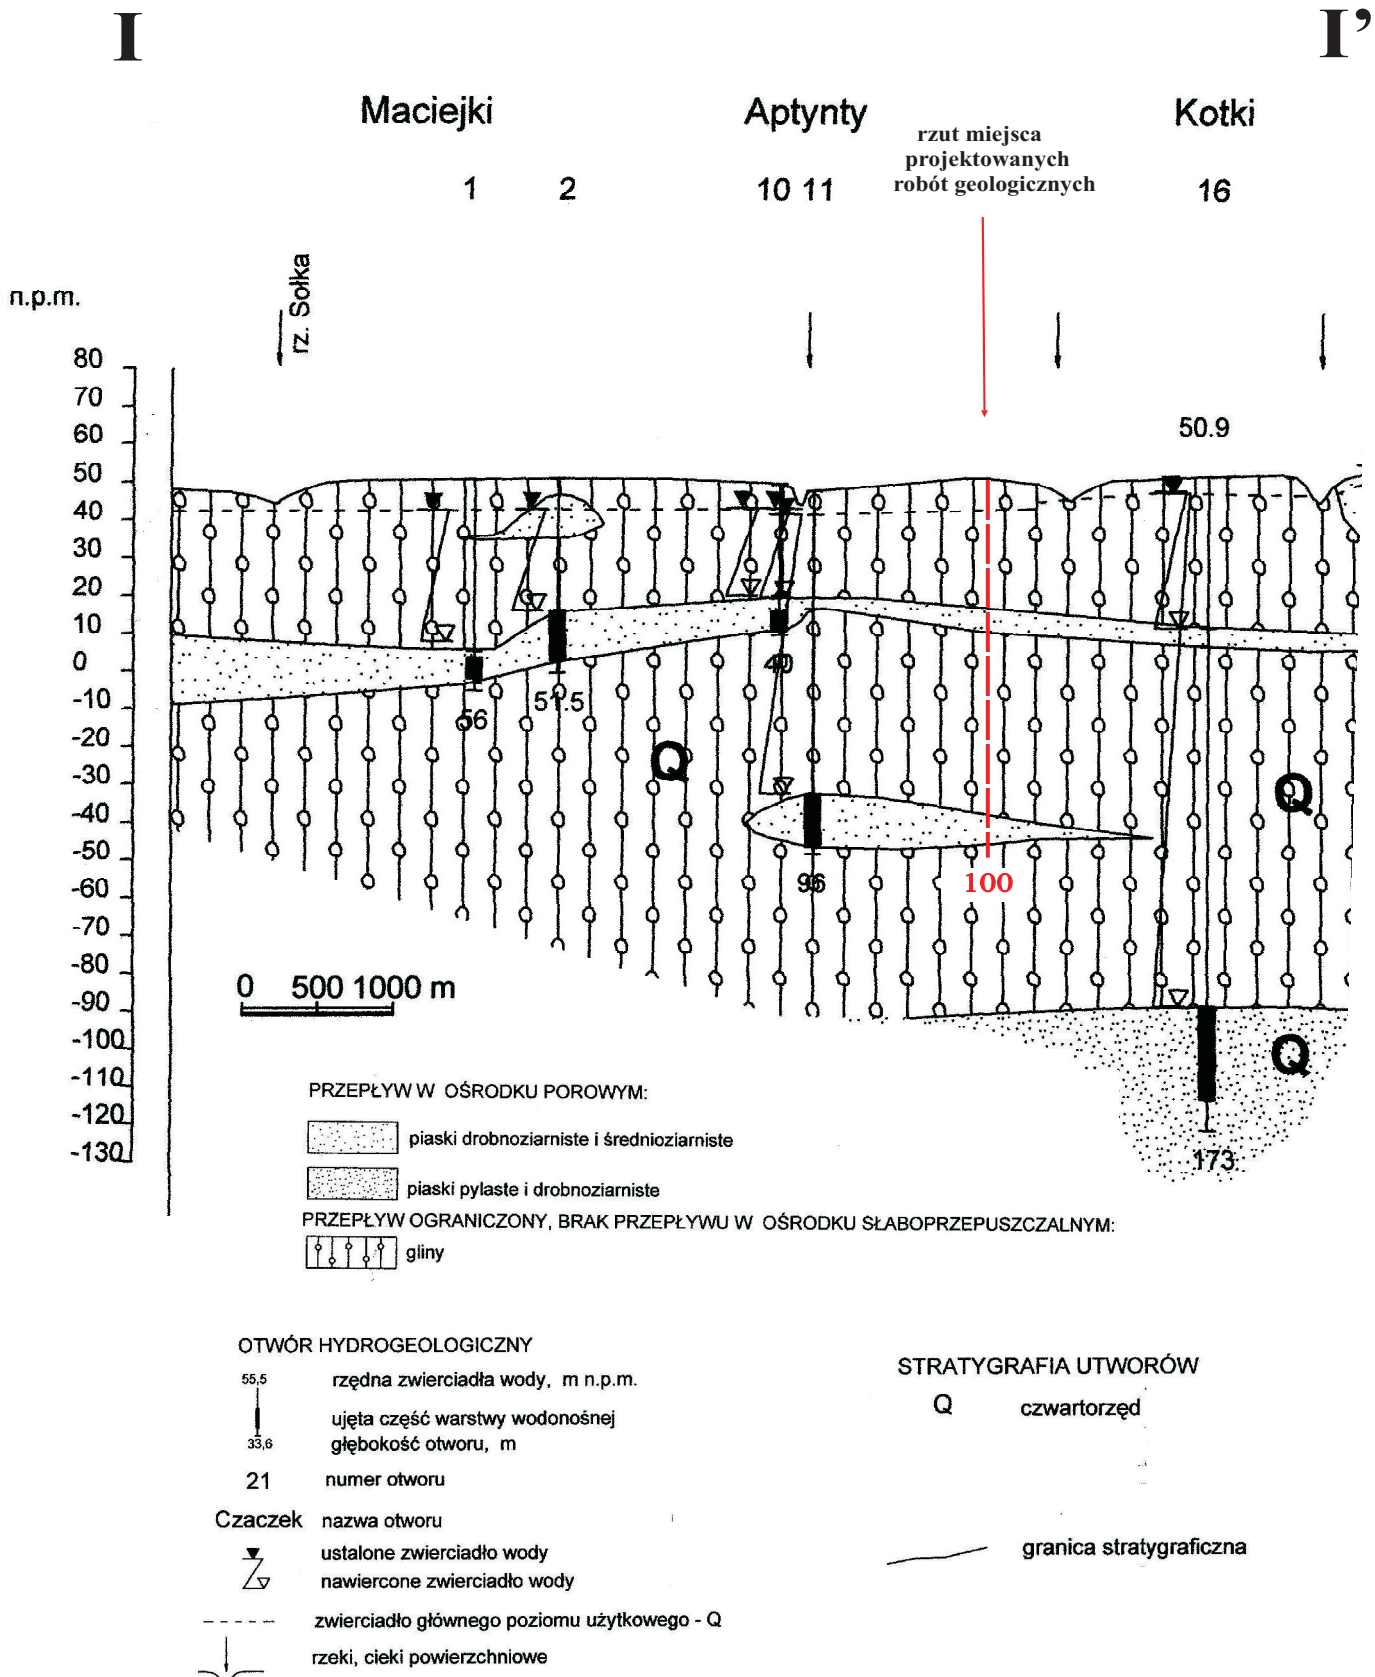 I I’
Maciejki Aptynty Kotki
rzut miejsca
projektowanych
robót geologicznych
1 2 10 11 16
rz. Sołka
n.p.m.
80
70
60
50
40
30
20
10
0
-10
-20
-30
-40
-50
-60
-70
-80
-90
-100
-110
-120
-130
50.9
56
51.5
40
96
100
173
Q
Q
Q
0 500 1000 m
PRZEPŁYW W OŚRODKU POROWYM:
piaski drobnoziarniste i średnioziarniste
piaski pylaste i drobnoziarniste
PRZEPŁYW OGRANICZONY, BRAK PRZEPŁYWU W OŚRODKU SŁABOPRZEPUSZCZALNYM:
gliny
OTWÓR HYDROGEOLOGICZNY
55,5 rzędna zwierciadła wody, m n.p.m.
ujęta część warstwy wodonośnej
33,6 głębokość otworu, m
21 numer otworu
Czaczek nazwa otworu
ustalone zwierciadło wody
nawiercone zwierciadło wody
zwierciadło głównego poziomu użytkowego - Q
rzeki, cieki powierzchniowe
STRATYGRAFIA UTWORÓW
Q czwartorzęd
granica stratygraficzna